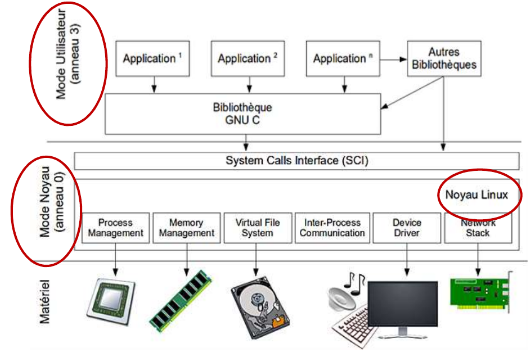 Mode Utilisateur
(anneau 3)
Application 1
Application 2
Application n
Autres
Bibliothèques
Bibliothèque
GNU C
System Calls Interface (SCI)
Mode Noyau
(anneau 0)
Noyau Linux
Process
Management
Memory
Management
Virtual File
System
Inter-Process
Communication
Device
Driver
Network
Stack
Matériel